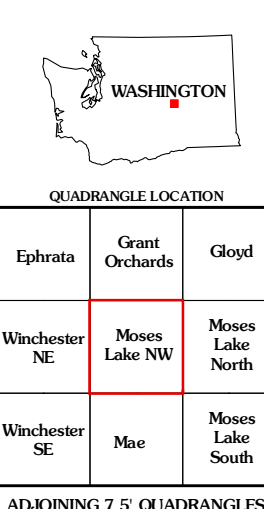 WASHINGTON
QUADRANGLE LOCATION
Ephrata
Grant
Orchards
Gloyd
Winchester
NE
Moses
Lake NW
Moses
Lake
North
Winchester
SE
Mae
Moses
Lake
South
ADJOINING 7.5' QUADRANGLES